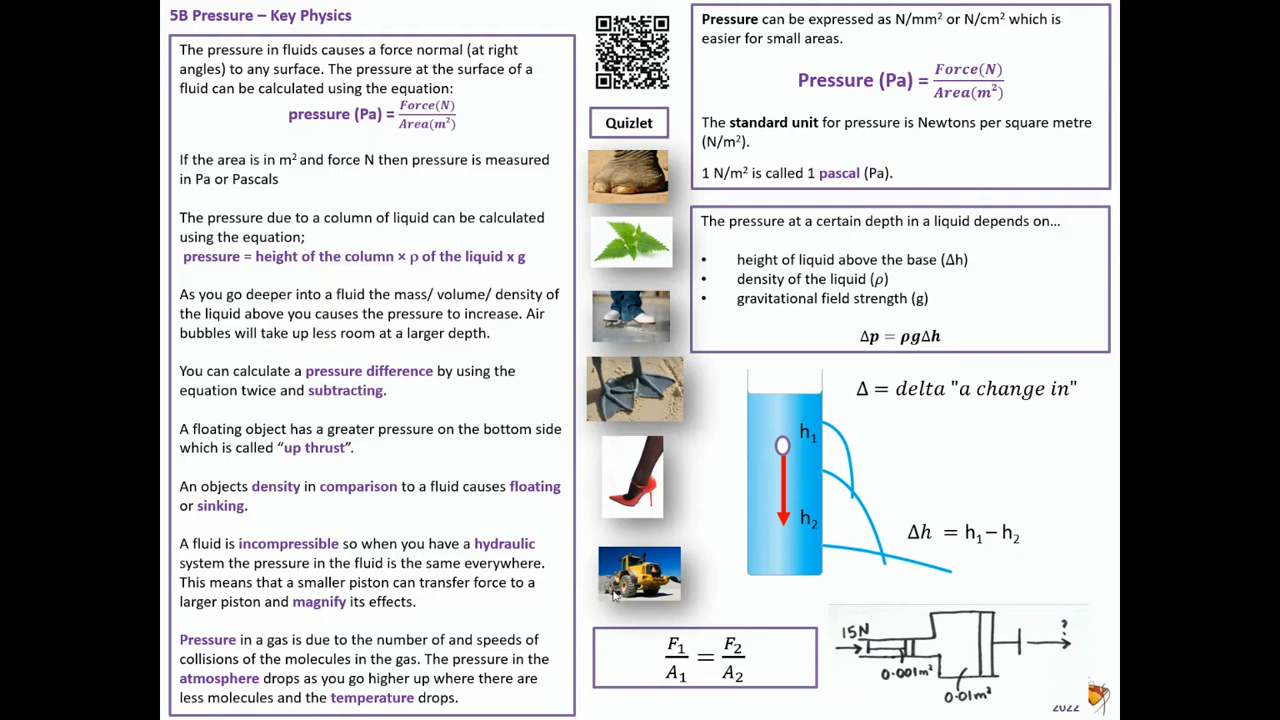 5B Pressure – Key Physics
The pressure in fluids causes a force normal (at right
angles) to any surface. The pressure at the surface of a
fluid can be calculated using the equation:
pressure (Pa) = Force(N)
Area(m²)
If the area is in m² and force N then pressure is measured
in Pa or Pascals
The pressure due to a column of liquid can be calculated
using the equation;
pressure = height of the column × ρ of the liquid x g
As you go deeper into a fluid the mass/ volume/ density of
the liquid above you causes the pressure to increase. Air
bubbles will take up less room at a larger depth.
You can calculate a pressure difference by using the
equation twice and subtracting.
A floating object has a greater pressure on the bottom side
which is called “up thrust”.
An objects density in comparison to a fluid causes floating
or sinking.
A fluid is incompressible so when you have a hydraulic
system the pressure in the fluid is the same everywhere.
This means that a smaller piston can transfer force to a
larger piston and magnify its effects.
Pressure in a gas is due to the number of and speeds of
collisions of the molecules in the gas. The pressure in the
atmosphere drops as you go higher up where there are
less molecules and the temperature drops.
Quizlet
Pressure can be expressed as N/mm² or N/cm² which is
easier for small areas.
Pressure (Pa) = Force(N)
Area(m²)
The standard unit for pressure is Newtons per square metre
(N/m²).
1 N/m² is called 1 pascal (Pa).
The pressure at a certain depth in a liquid depends on...
• height of liquid above the base (Δh)
• density of the liquid (ρ)
• gravitational field strength (g)
Δp = ρgΔh
Δ = delta "a change in"
h₁
h₂
Δh = h₁ – h₂
F₁ = F₂
A₁ A₂
15N
?
0.001m²
0.01m²
2022